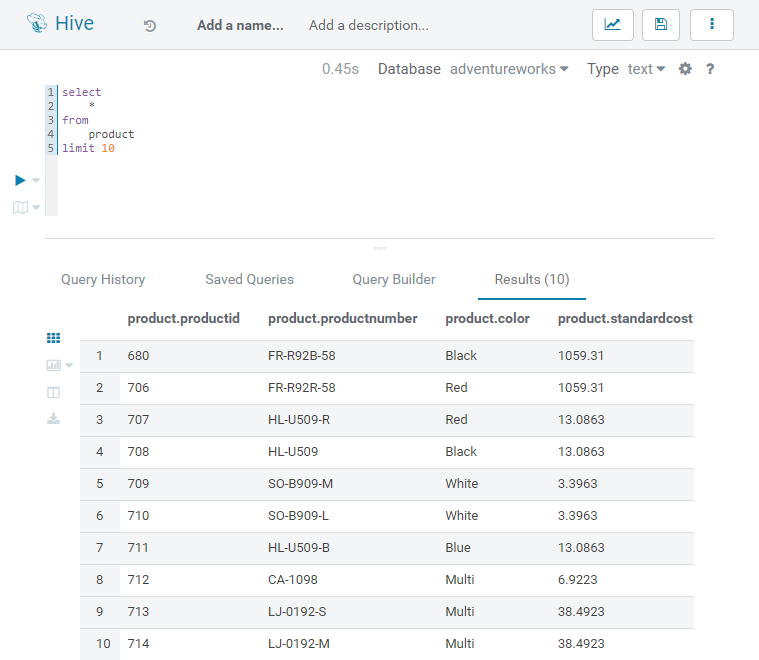 Hive Add a name... Add a description...
0.45s Database adventureworks Type text ?
1 select
2 *
3 from
4 product
5 limit 10
Query History Saved Queries Query Builder Results (10)
product.productid product.productnumber product.color product.standardcost
1 680 FR-R92B-58 Black 1059.31
2 706 FR-R92R-58 Red 1059.31
3 707 HL-U509-R Red 13.0863
4 708 HL-U509 Black 13.0863
5 709 SO-B909-M White 3.3963
6 710 SO-B909-L White 3.3963
7 711 HL-U509-B Blue 13.0863
8 712 CA-1098 Multi 6.9223
9 713 LJ-0192-S Multi 38.4923
10 714 LJ-0192-M Multi 38.4923